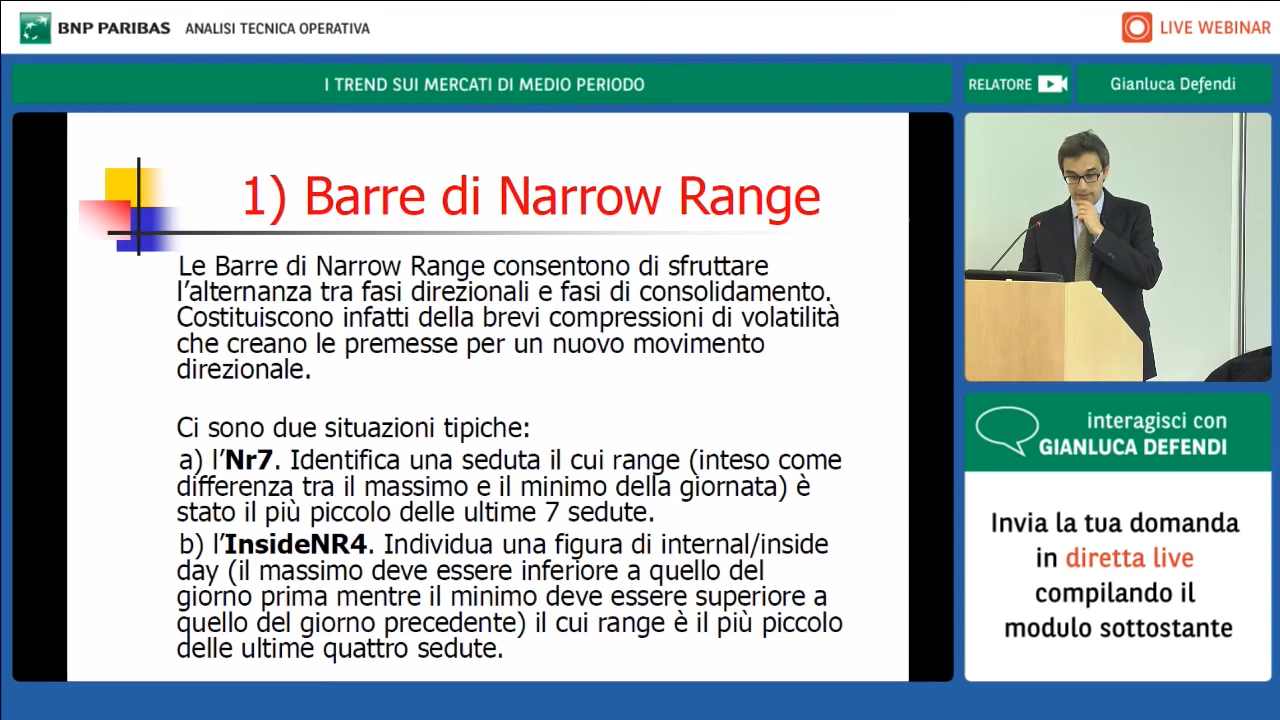 BNP PARIBAS ANALISI TECNICA OPERATIVA
LIVE WEBINAR
I TREND SUI MERCATI DI MEDIO PERIODO
RELATORE
Gianluca Defendi
1) Barre di Narrow Range
Le Barre di Narrow Range consentono di sfruttare
l’alternanza tra fasi direzionali e fasi di consolidamento.
Costituiscono infatti della brevi compressioni di volatilità
che creano le premesse per un nuovo movimento
direzionale.
Ci sono due situazioni tipiche:
a) l’Nr7. Identifica una seduta il cui range (inteso come
differenza tra il massimo e il minimo della giornata) è
stato il più piccolo delle ultime 7 sedute.
b) l’InsideNR4. Individua una figura di internal/inside
day (il massimo deve essere inferiore a quello del
giorno prima mentre il minimo deve essere superiore a
quello del giorno precedente) il cui range è il più piccolo
delle ultime quattro sedute.
interagisci con
GIANLUCA DEFENDI
Invia la tua domanda
in diretta live
compilando il
modulo sottostante